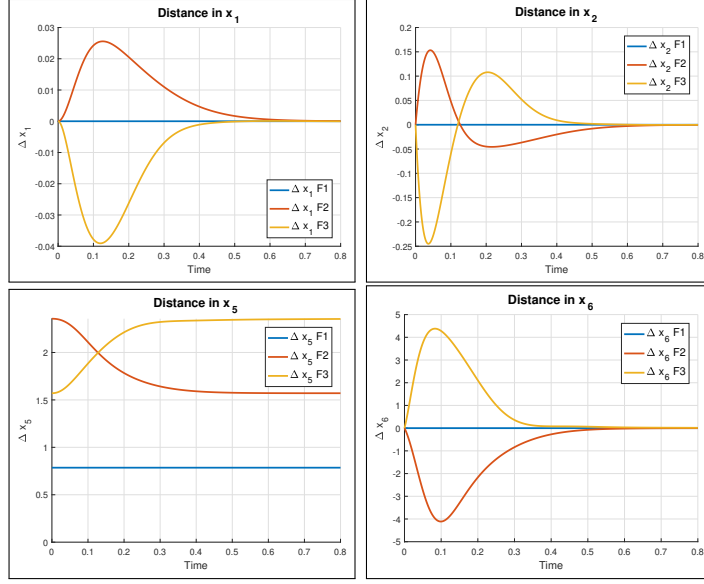 Distance in x1
0.03
0.02
0.01
0
-0.01
-0.02
-0.03
-0.04
Δ x1
Δ x1 F1
Δ x1 F2
Δ x1 F3
0 0.1 0.2 0.3 0.4 0.5 0.6 0.7 0.8
Time
Distance in x2
0.2
0.15
0.1
0.05
0
-0.05
-0.1
-0.15
-0.2
-0.25
Δ x2
Δ x2 F1
Δ x2 F2
Δ x2 F3
0 0.1 0.2 0.3 0.4 0.5 0.6 0.7 0.8
Time
Distance in x5
2
1.5
1
0.5
0
Δ x5
Δ x5 F1
Δ x5 F2
Δ x5 F3
0 0.1 0.2 0.3 0.4 0.5 0.6 0.7 0.8
Time
Distance in x6
5
4
3
2
1
0
-1
-2
-3
-4
-5
Δ x6
Δ x6 F1
Δ x6 F2
Δ x6 F3
0 0.1 0.2 0.3 0.4 0.5 0.6 0.7 0.8
Time